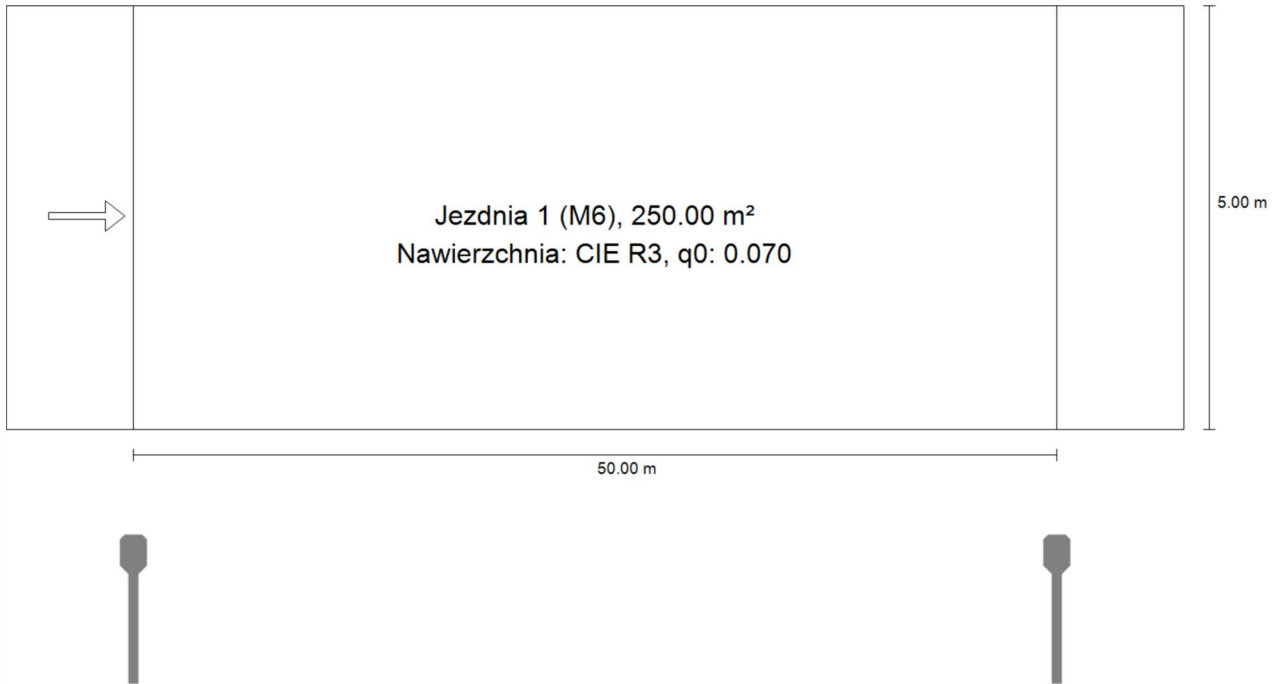 Jezdnia 1 (M6), 250.00 m²
Nawierzchnia: CIE R3, q0: 0.070
5.00 m
50.00 m